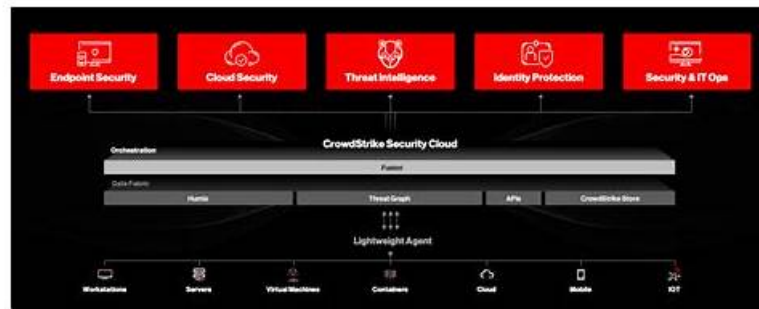 Endpoint Security Cloud Security Threat Intelligence Identity Protection Security & IT Ops
CrowdStrike Security Cloud
Orchestration
Fusion
Data Fabric
Humio Threat Graph APIs CrowdStrike Store
Lightweight Agent
Workstations Servers Virtual Machines Containers Cloud Mobile IOT